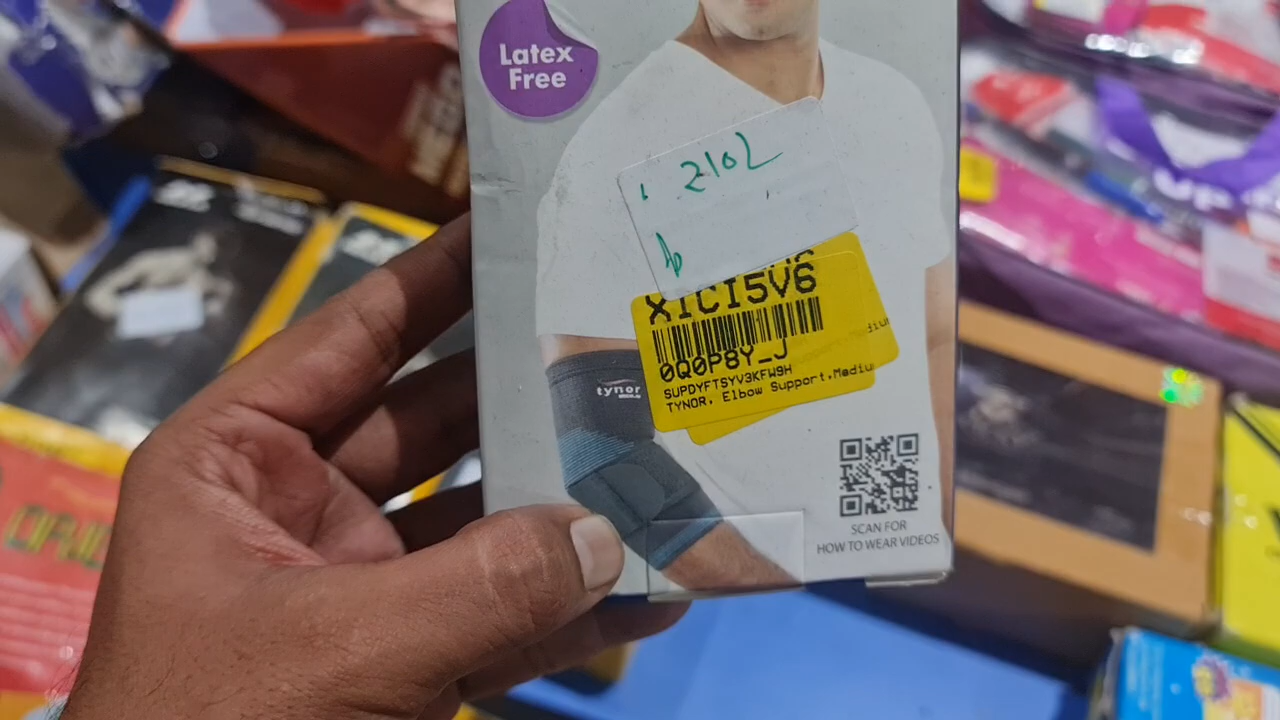 Latex
Free
2102
X1CI5V6
0Q0P8Y_J
SUPDYFTSYV3KFW9H
TYNOR, Elbow Support,Mediu
tynor
SCAN FOR
HOW TO WEAR VIDEOS